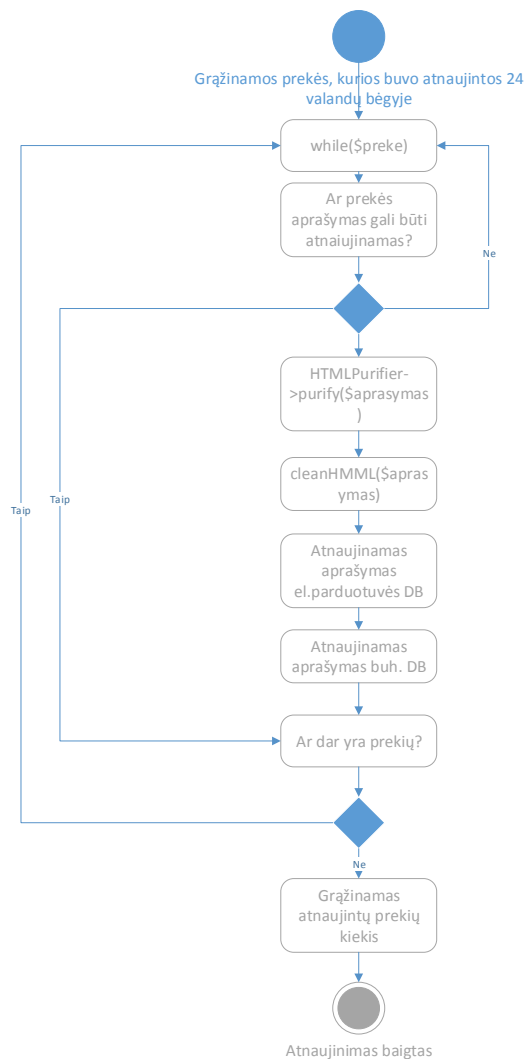 Grąžinamos prekės, kurios buvo atnaujintos 24
valandų bėgyje
while($preke)
Ar prekės
aprašymas gali būti
atnaiujinamas?
Ne
HTMLPurifier-
>purify($aprasymas
)
cleanHMML($apras
ymas)
Taip
Taip
Atnaujinamas
aprašymas
el.parduotuvės DB
Atnaujinamas
aprašymas buh. DB
Ar dar yra prekių?
Ne
Grąžinamas
atnaujintų prekių
kiekis
Atnaujinimas baigtas